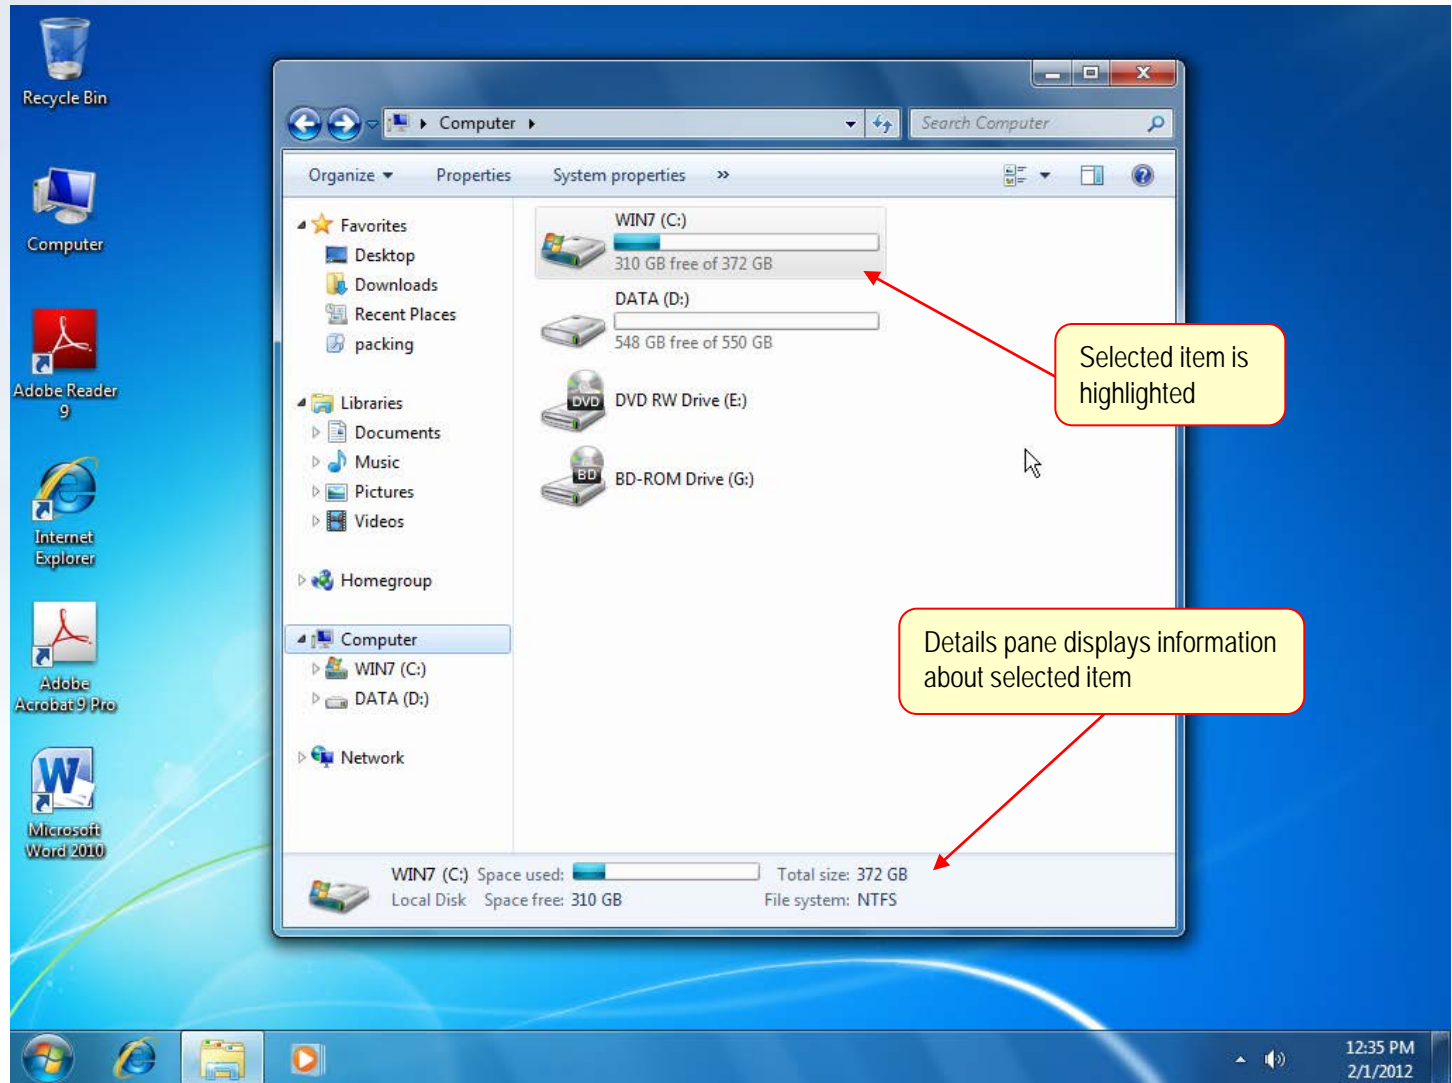 Recycle Bin
Computer
Adobe Reader
9
Internet
Explorer
Adobe
Acrobat 9 Pro
Microsoft
Word 2010
Computer
Search Computer
Organize
Properties
System properties
»
Favorites
Desktop
Downloads
Recent Places
packing
Libraries
Documents
Music
Pictures
Videos
Homegroup
Computer
WIN7 (C:)
DATA (D:)
Network
WIN7 (C:)
310 GB free of 372 GB
DATA (D:)
548 GB free of 550 GB
DVD
DVD RW Drive (E:)
BD
BD-ROM Drive (G:)
Selected item is
highlighted
Details pane displays information
about selected item
WIN7 (C:) Space used: Total size: 372 GB
Local Disk Space free: 310 GB File system: NTFS
12:35 PM
2/1/2012